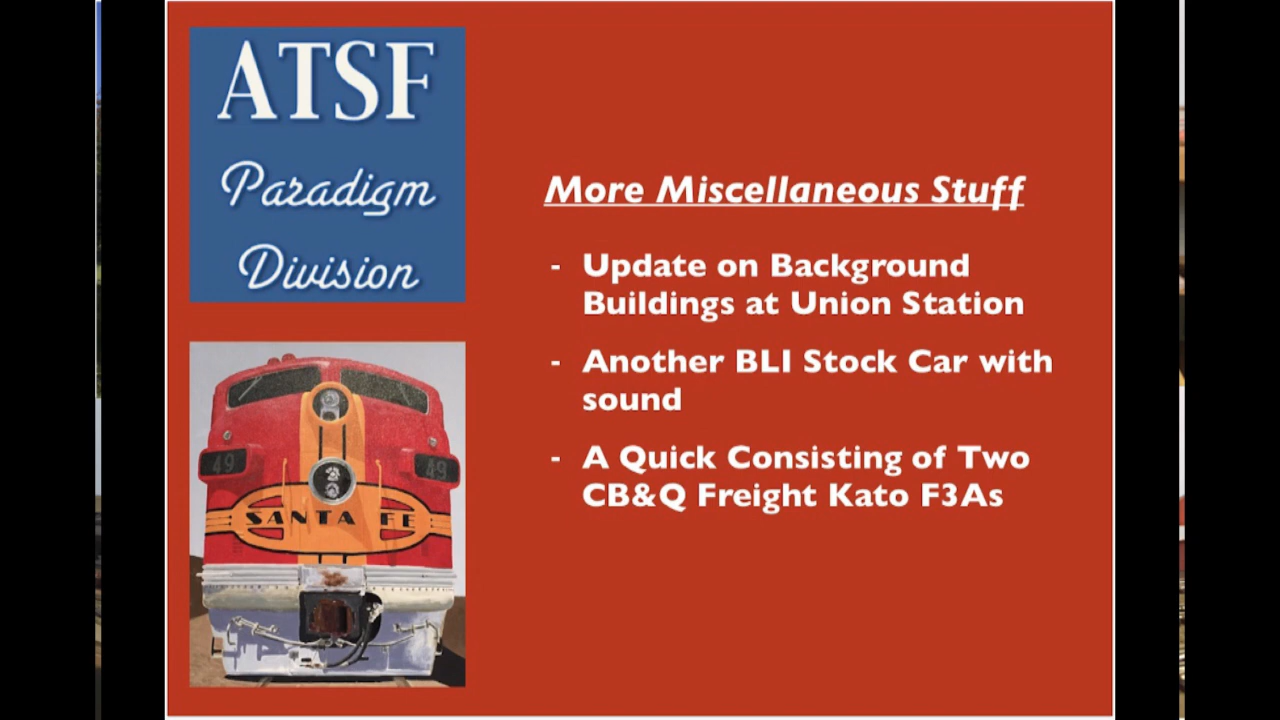 ATSF
Paradigm
Division
More Miscellaneous Stuff
- Update on Background
Buildings at Union Station
- Another BLI Stock Car with
sound
- A Quick Consisting of Two
CB&Q Freight Kato F3As
49
49
SANTA FE